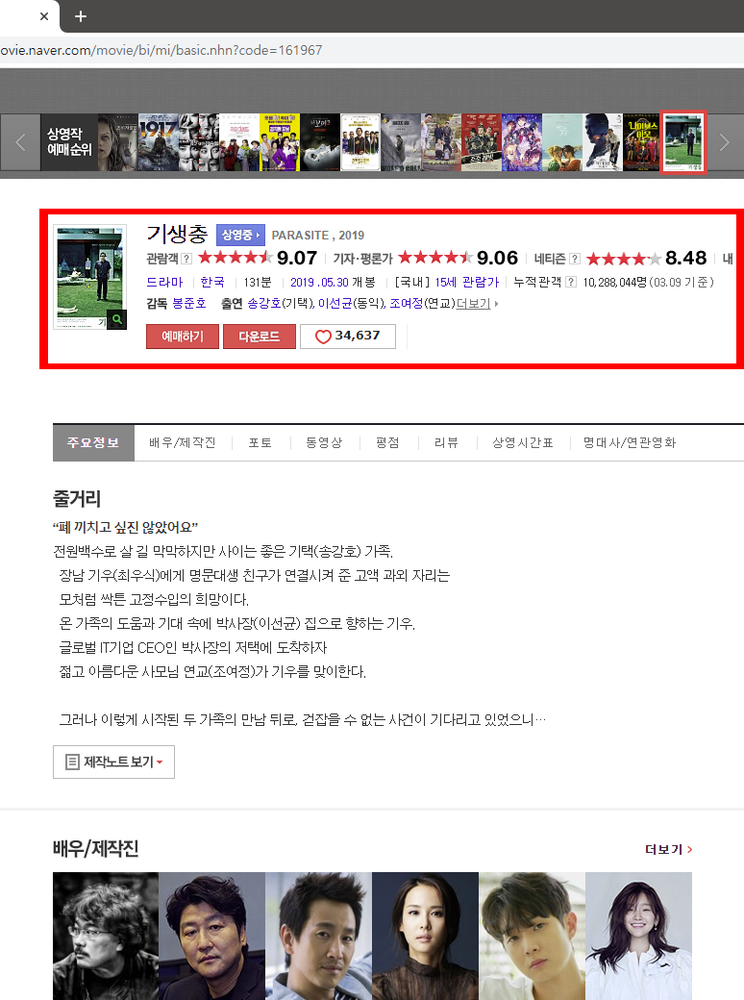 ovie.naver.com/movie/bi/mi/basic.nhn?code=161967
상영작
예매순위
1917
기생충 상영중 PARASITE , 2019
관람객 ? 9.07 기자·평론가 9.06 네티즌 ? 8.48 내
드라마 한국 131분 2019 .05.30 개봉 [국내] 15세 관람가 누적관객 ? 10,288,044명(03.09 기준)
감독 봉준호 출연 송강호(기택), 이선균(동익), 조여정(연교)더보기
예매하기 다운로드 34,637
주요정보 배우/제작진 포토 동영상 평점 리뷰 상영시간표 명대사/연관영화
줄거리
“폐 끼치고 싶진 않았어요”
전원백수로 살 길 막막하지만 사이는 좋은 기택(송강호) 가족.
장남 기우(최우식)에게 명문대생 친구가 연결시켜 준 고액 과외 자리는
모처럼 싹튼 고정수입의 희망이다.
온 가족의 도움과 기대 속에 박사장(이선균) 집으로 향하는 기우.
글로벌 IT기업 CEO인 박사장의 저택에 도착하자
젊고 아름다운 사모님 연교(조여정)가 기우를 맞이한다.
그러나 이렇게 시작된 두 가족의 만남 뒤로, 걷잡을 수 없는 사건이 기다리고 있었으니…
제작노트 보기
배우/제작진 더보기